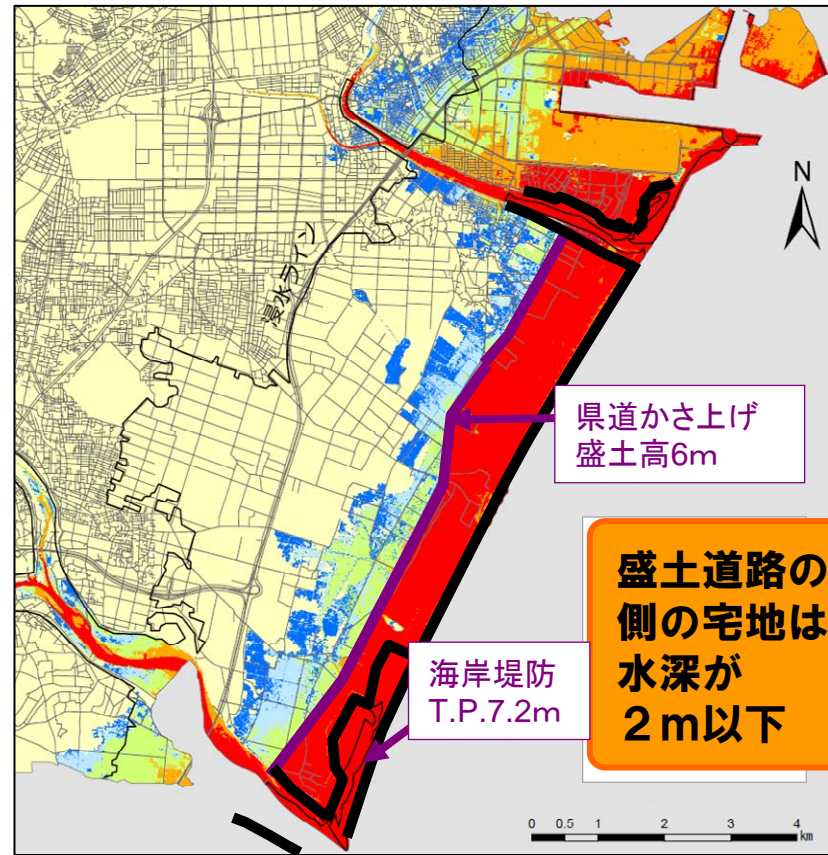 N
浸水ライン
県道かさ上げ
盛土高6m
盛土道路の
側の宅地は
水深が
2m以下
海岸堤防
T.P.7.2m
0 0.5 1 2 3 4
km